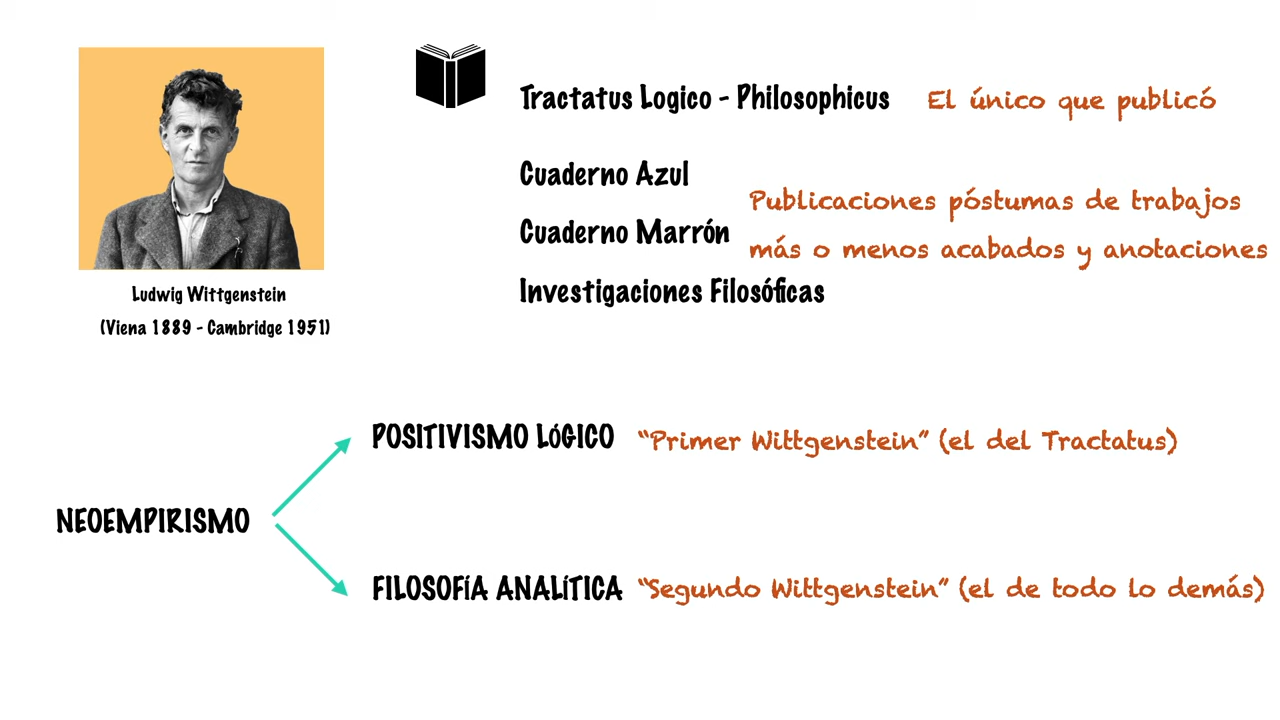 Tractatus Logico - Philosophicus El único que publicó
Cuaderno Azul
Cuaderno Marrón
Investigaciones Filosóficas
Publicaciones póstumas de trabajos
más o menos acabados y anotaciones
Ludwig Wittgenstein
(Viena 1889 - Cambridge 1951)
NEOEMPIRISMO
POSITIVISMO LÓGICO "Primer Wittgenstein" (el del Tractatus)
FILOSOFÍA ANALÍTICA "Segundo Wittgenstein" (el de todo lo demás)